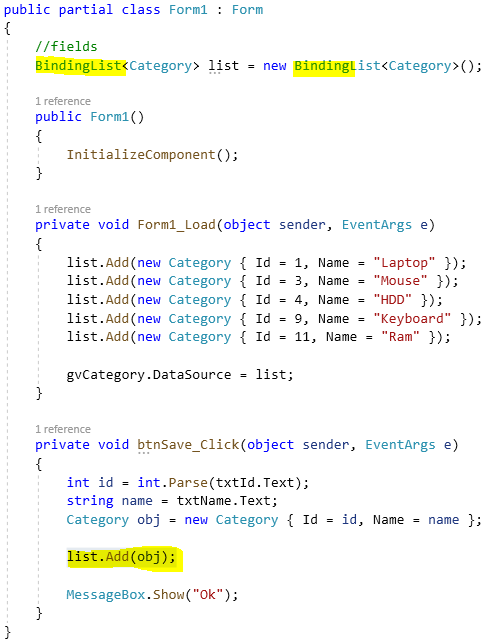 public partial class Form1 : Form
{
//fields
BindingList<Category> list = new BindingList<Category>();
1 reference
public Form1()
{
InitializeComponent();
}
1 reference
private void Form1_Load(object sender, EventArgs e)
{
list.Add(new Category { Id = 1, Name = "Laptop" });
list.Add(new Category { Id = 3, Name = "Mouse" });
list.Add(new Category { Id = 4, Name = "HDD" });
list.Add(new Category { Id = 9, Name = "Keyboard" });
list.Add(new Category { Id = 11, Name = "Ram" });
gvCategory.DataSource = list;
}
1 reference
private void btnSave_Click(object sender, EventArgs e)
{
int id = int.Parse(txtId.Text);
string name = txtName.Text;
Category obj = new Category { Id = id, Name = name };
list.Add(obj);
MessageBox.Show("Ok");
}
}